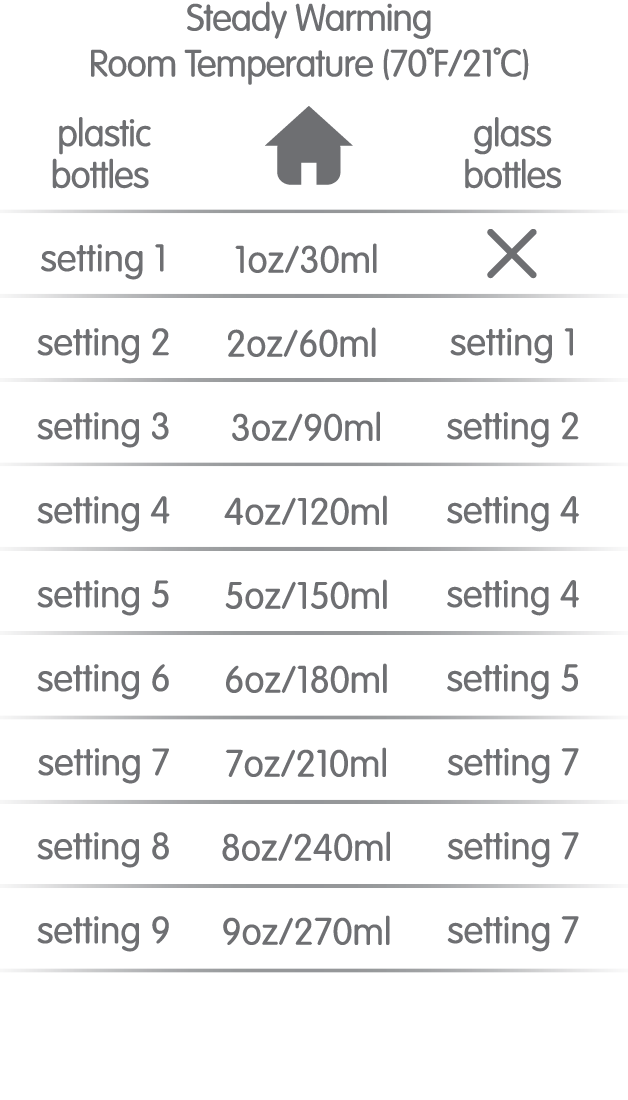 Steady Warming
Room Temperature (70°F/21°C)
plastic bottles glass bottles
setting 1 1oz/30ml
setting 2 2oz/60ml setting 1
setting 3 3oz/90ml setting 2
setting 4 4oz/120ml setting 4
setting 5 5oz/150ml setting 4
setting 6 6oz/180ml setting 5
setting 7 7oz/210ml setting 7
setting 8 8oz/240ml setting 7
setting 9 9oz/270ml setting 7